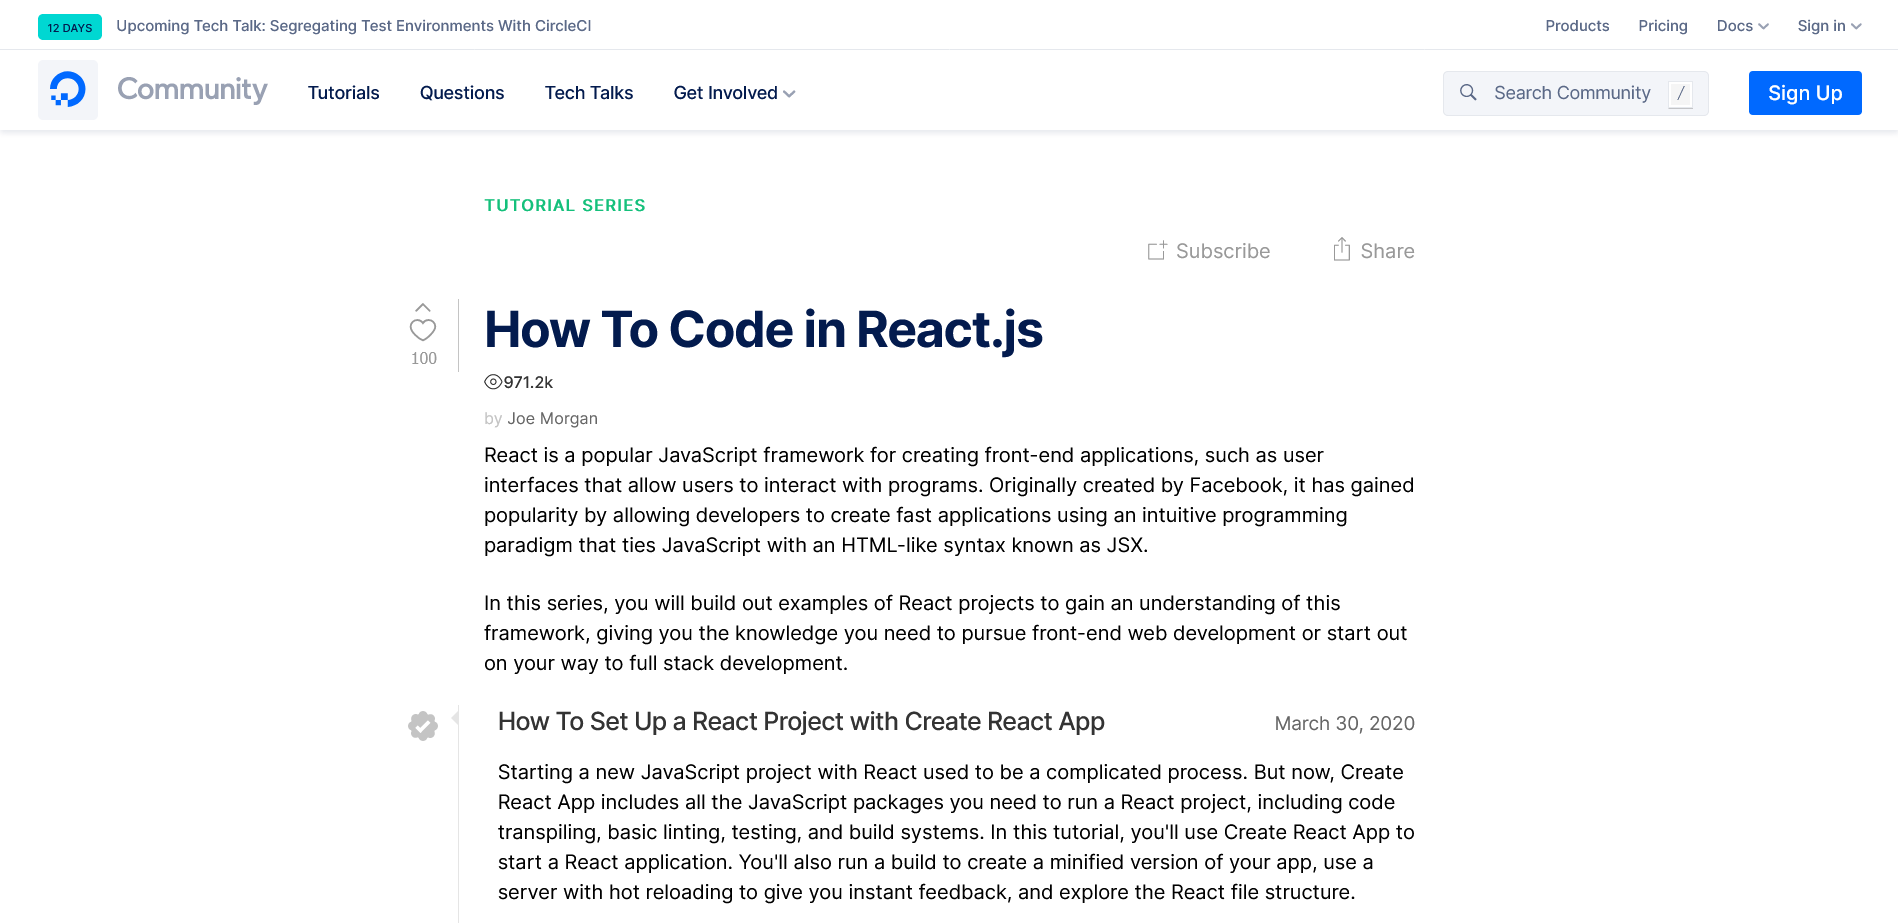 12 DAYS Upcoming Tech Talk: Segregating Test Environments With CircleCI Products Pricing Docs Sign in
Community Tutorials Questions Tech Talks Get Involved Search Community / Sign Up
TUTORIAL SERIES
Subscribe Share
How To Code in React.js
100
971.2k
by Joe Morgan
React is a popular JavaScript framework for creating front-end applications, such as user
interfaces that allow users to interact with programs. Originally created by Facebook, it has gained
popularity by allowing developers to create fast applications using an intuitive programming
paradigm that ties JavaScript with an HTML-like syntax known as JSX.
In this series, you will build out examples of React projects to gain an understanding of this
framework, giving you the knowledge you need to pursue front-end web development or start out
on your way to full stack development.
How To Set Up a React Project with Create React App March 30, 2020
Starting a new JavaScript project with React used to be a complicated process. But now, Create
React App includes all the JavaScript packages you need to run a React project, including code
transpiling, basic linting, testing, and build systems. In this tutorial, you'll use Create React App to
start a React application. You'll also run a build to create a minified version of your app, use a
server with hot reloading to give you instant feedback, and explore the React file structure.